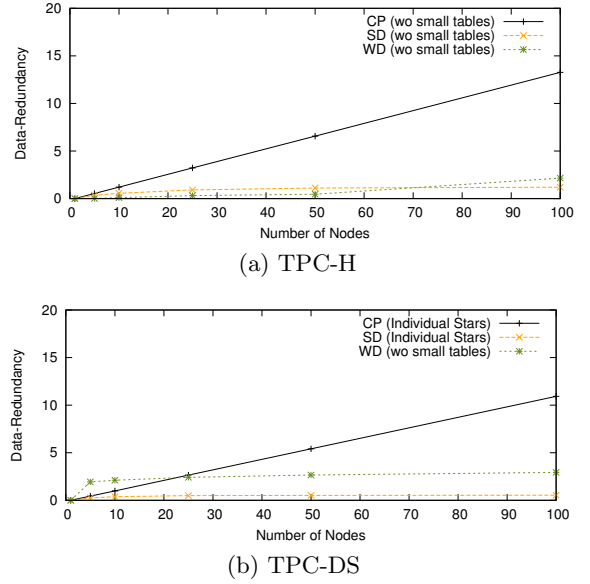 20
15
10
5
0
Data-Redundancy
CP (wo small tables)
SD (wo small tables)
WD (wo small tables)
0 10 20 30 40 50 60 70 80 90 100
Number of Nodes
(a) TPC-H
20
15
10
5
0
Data-Redundancy
CP (Individual Stars)
SD (Individual Stars)
WD (wo small tables)
0 10 20 30 40 50 60 70 80 90 100
Number of Nodes
(b) TPC-DS